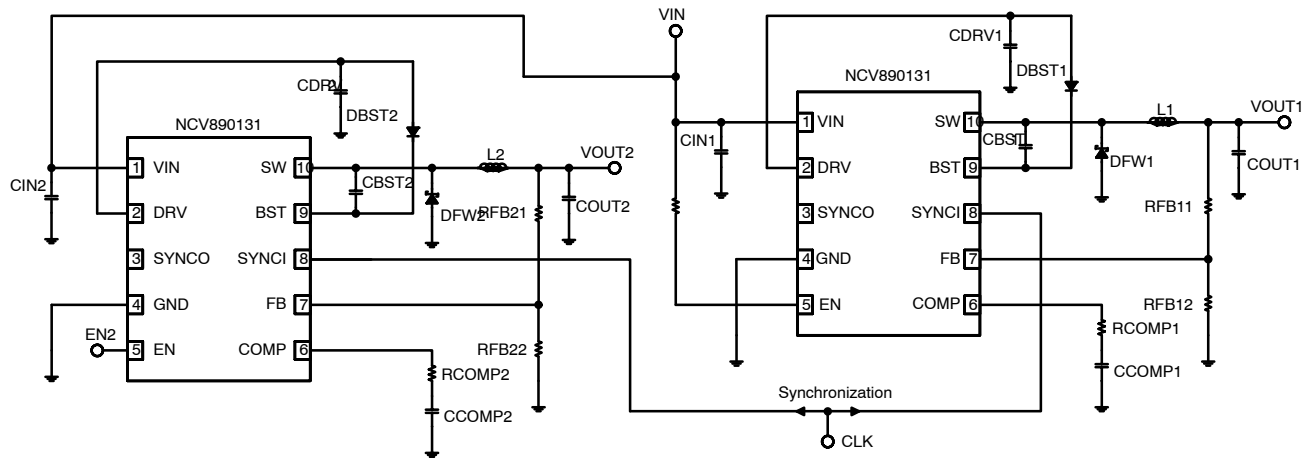 VIN
CDRV1
DBST1
NCV890131
1 VIN
SW 10
L1
VOUT1
CIN1
CBST1
DFW1
COUT1
2 DRV
BST 9
3 SYNCO
SYNCI 8
RFB11
4 GND
FB 7
5 EN
COMP 6
RFB12
RCOMP1
CCOMP1
CDRV2
DBST2
NCV890131
1 VIN
SW 10
L2
VOUT2
CIN2
CBST2
DFW2
RFB21
COUT2
2 DRV
BST 9
3 SYNCO
SYNCI 8
4 GND
FB 7
EN2
5 EN
COMP 6
RFB22
RCOMP2
CCOMP2
Synchronization
CLK